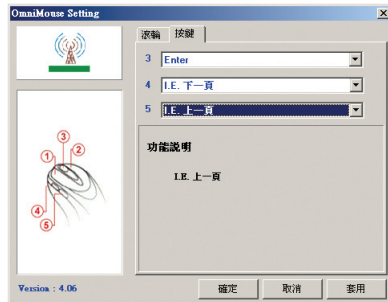 OmniMouse Setting
滾輪 按鍵
3 Enter
4 I.E. 下一頁
5 I.E. 上一頁
功能説明
I.E. 上一頁
3
1 2
4
5
Version : 4.06
確定 取消 套用